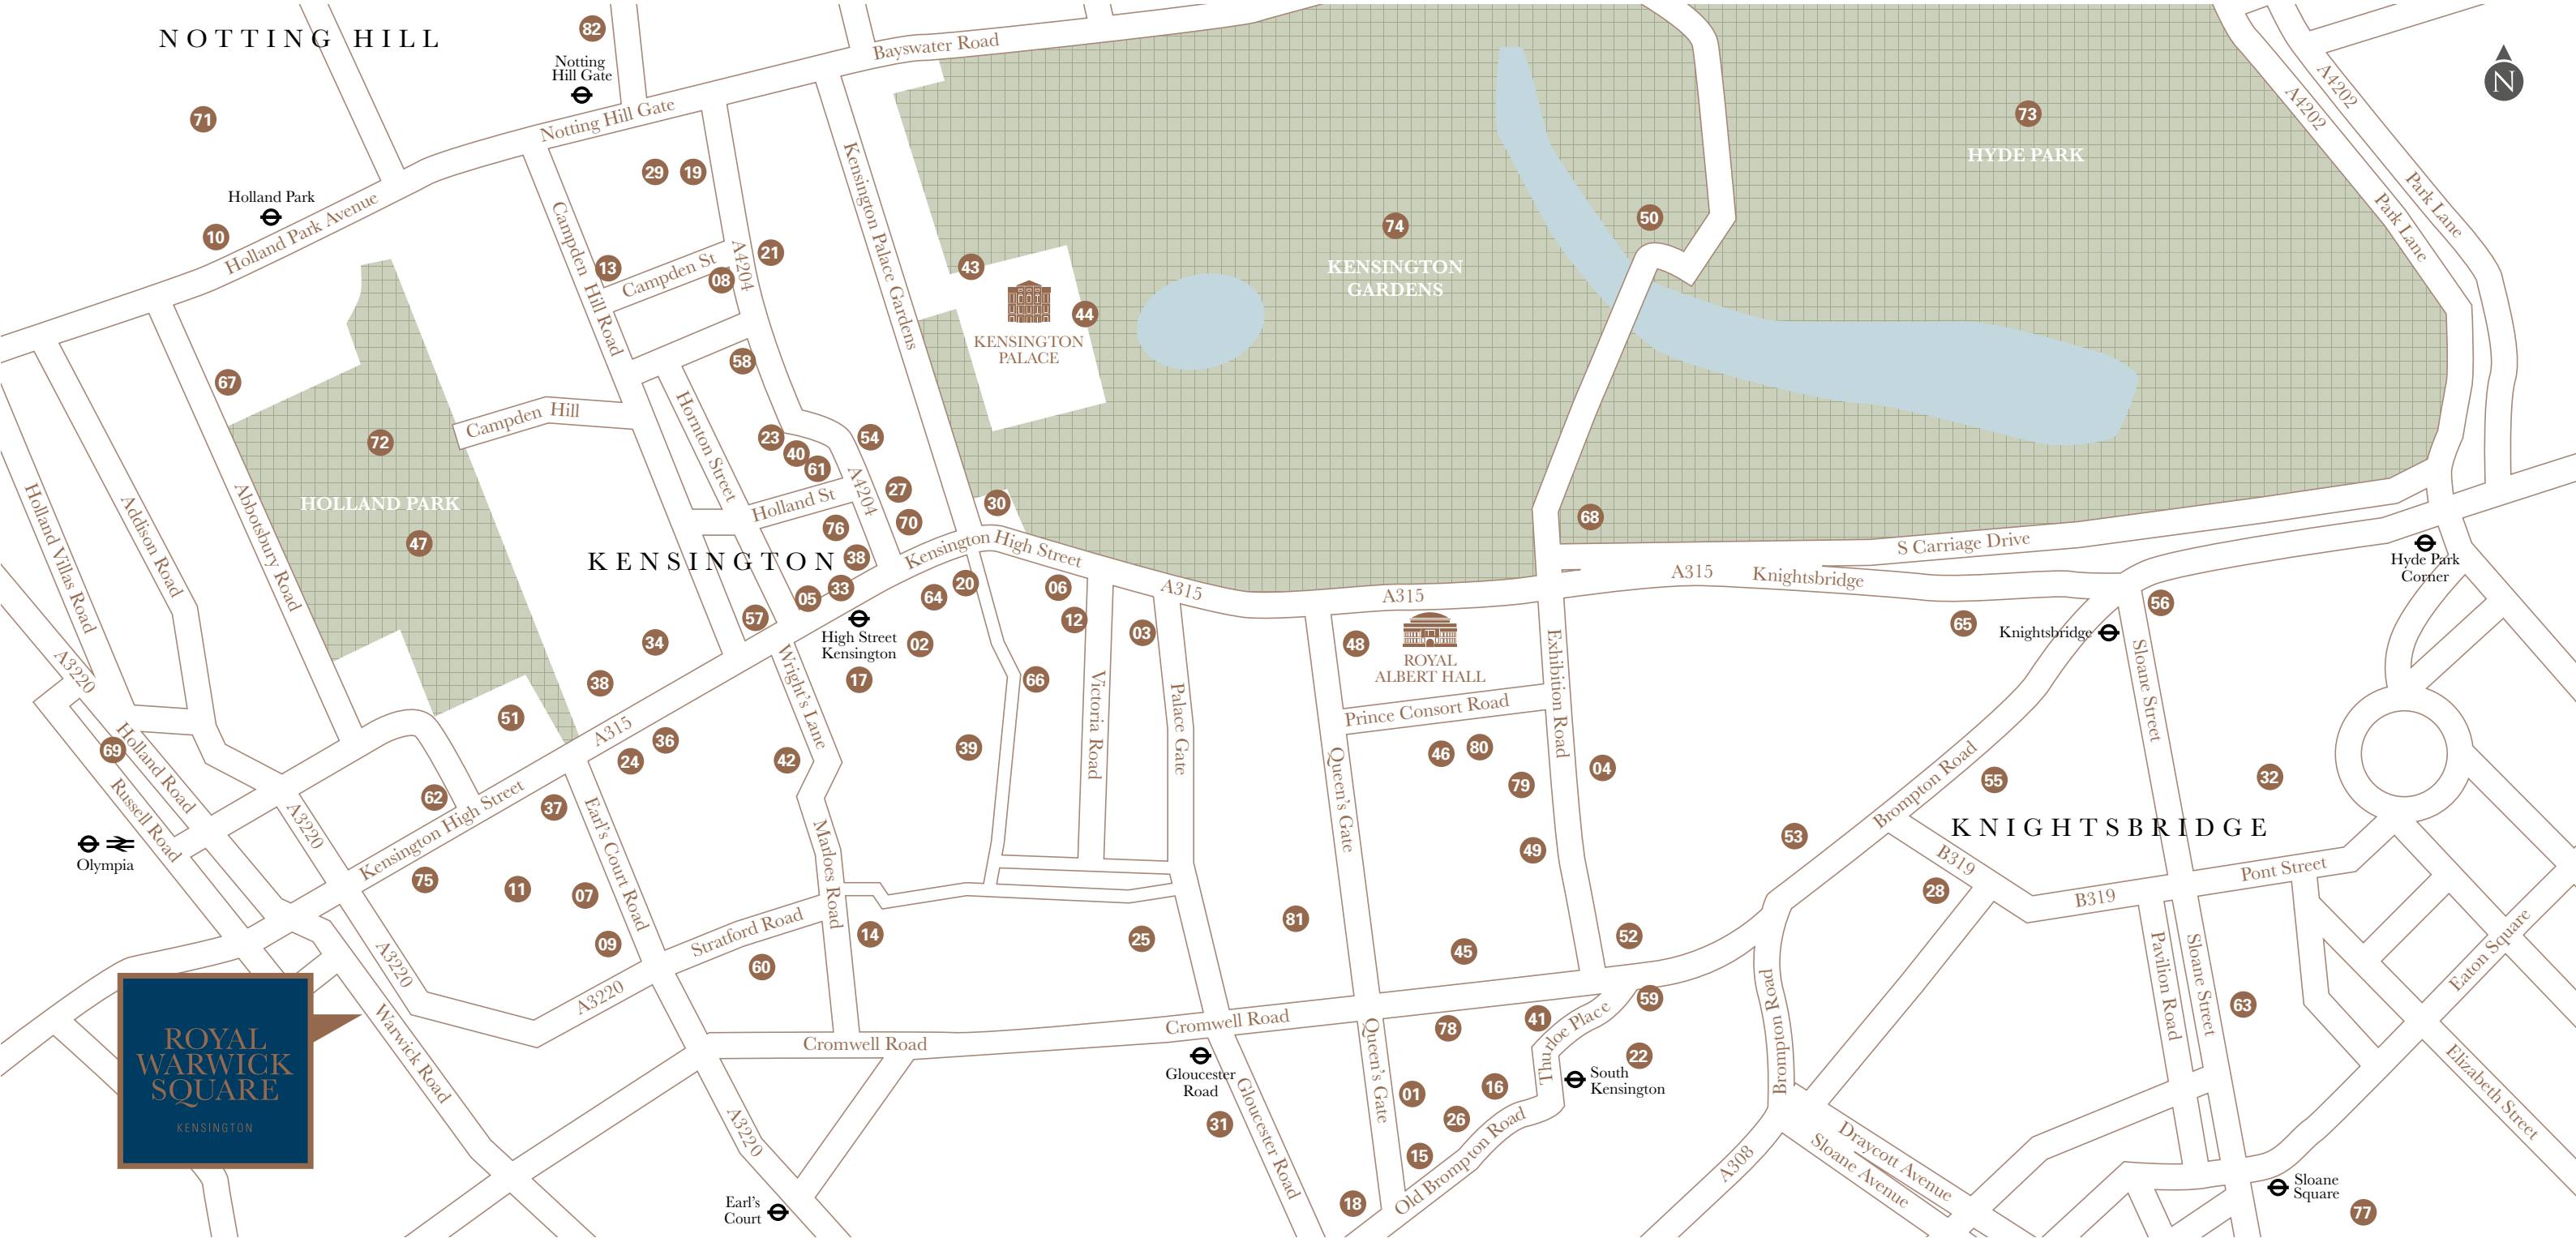 NOTTING HILL
82
Notting
Hill Gate
Bayswater Road
A4202
A4202
N
71
73
HYDE PARK
Notting Hill Gate
29
19
Holland Park
10
Holland Park Avenue
Campden Hill Road
Kensington Palace Gardens
Park Lane
Park Lane
50
74
KENSINGTON
GARDENS
13
Campden St
08
A4204
21
43
44
KENSINGTON
PALACE
67
58
72
Campden Hill
Hornton Street
23
40
61
54
A4204
27
70
30
HOLLAND PARK
47
Holland St
76
38
Holland Villas Road
Addison Road
Abbotsbury Road
KENSINGTON
Kensington High Street
68
S Carriage Drive
Hyde Park
Corner
A315
A315
A315
Knightsbridge
05
33
57
64
20
06
12
03
High Street
Kensington
02
17
66
34
38
48
ROYAL
ALBERT HALL
65
Knightsbridge
56
A3220
Wright's Lane
Victoria Road
Palace Gate
Prince Consort Road
Exhibition Road
Sloane Street
51
A315
24
36
42
39
46
80
79
04
69
Holland Road
Russell Road
A3220
62
Kensington High Street
37
Earl's Court Road
Marloes Road
Queen's Gate
53
Brompton Road
55
32
KNIGHTSBRIDGE
Olympia
75
11
07
09
49
28
B319
B319
Pont Street
A3220
A3220
Stratford Road
60
14
25
81
45
52
Pavilion Road
Sloane Street
Eaton Square
63
ROYAL
WARWICK
SQUARE
KENSINGTON
Warwick Road
Cromwell Road
Cromwell Road
Gloucester
Road
31
Gloucester Road
Queen's Gate
78
41
59
Thurloe Place
22
South
Kensington
01
16
26
15
18
Old Brompton Road
Bromdton Road
A308
Draycott Avenue
Sloane Avenue
Elizabeth Street
A3220
Earl's
Court
Sloane
Square
77